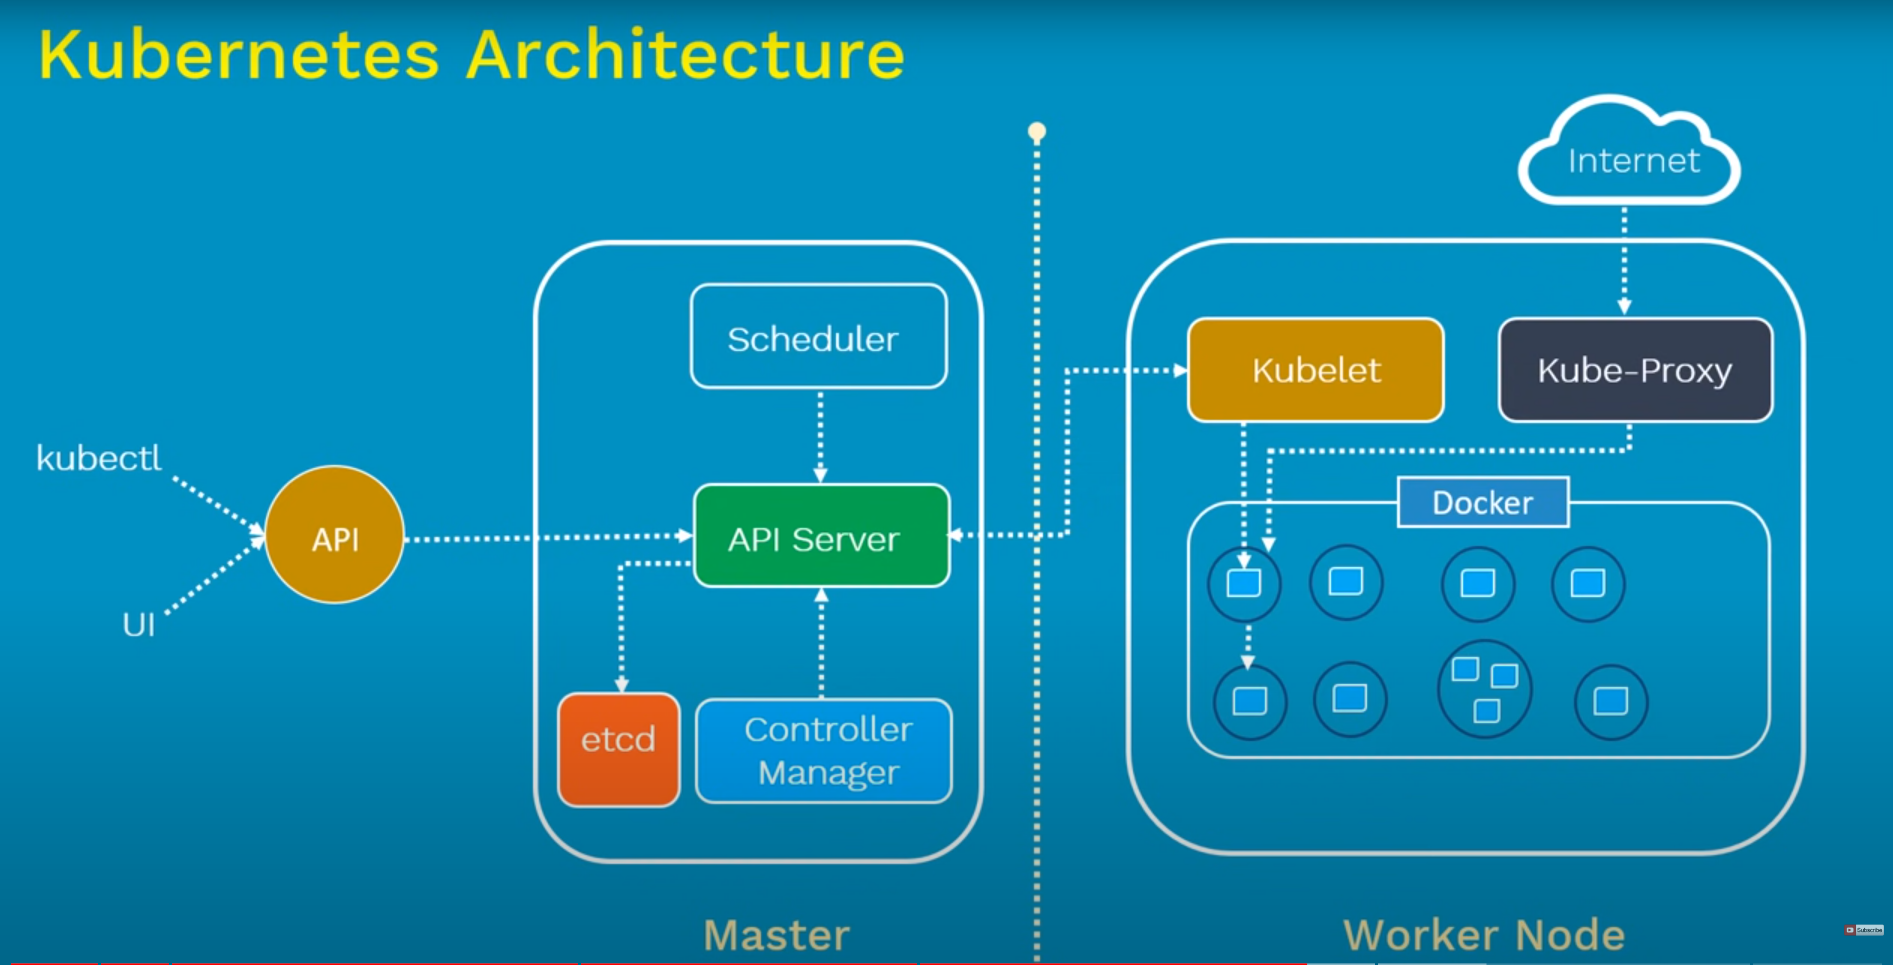 Kubernetes Architecture
Internet
Scheduler
Kubelet
Kube-Proxy
kubectl
Docker
API
API Server
UI
etcd
Controller
Manager
Master
Worker Node
Subscribe